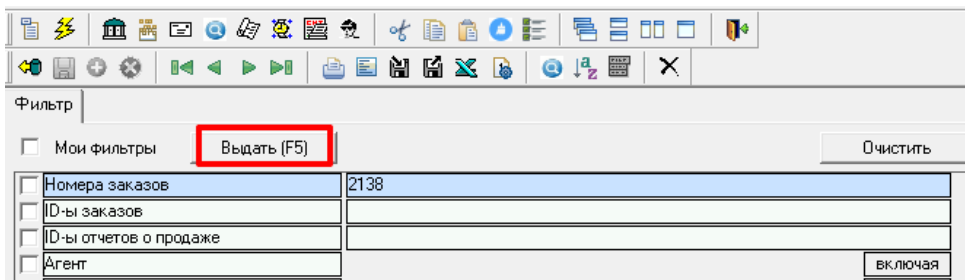 Фильтр
Мои фильтры Выдать (F5) Очистить
Номера заказов 2138
ID-ы заказов
ID-ы отчетов о продаже
Агент включая